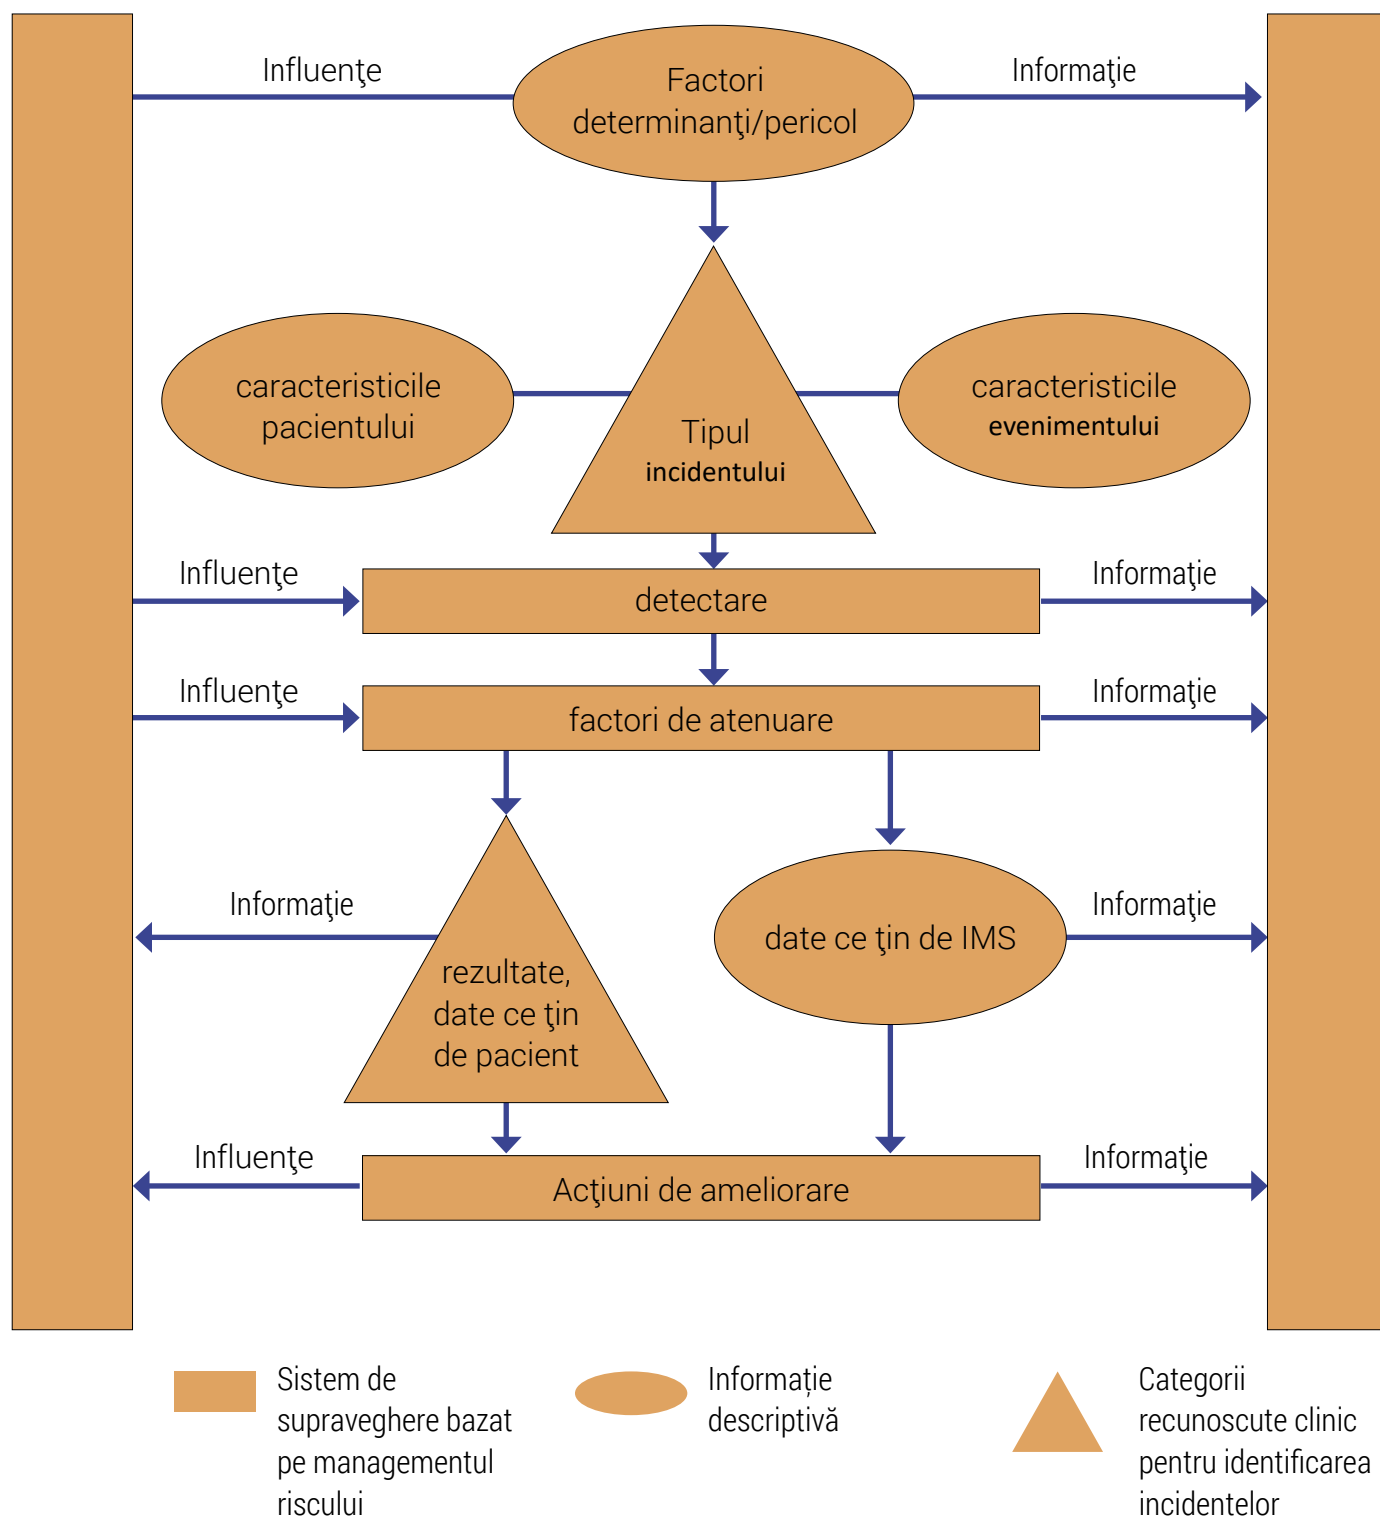 Influenţe
Factori
determinanţi/pericol
Informaţie
caracteristicile
pacientului
Tipul
incidentului
caracteristicile
evenimentului
Influenţe
detectare
Informaţie
Influenţe
factori de atenuare
Informaţie
Informaţie
rezultate,
date ce ţin
de pacient
date ce ţin de IMS
Informaţie
Influenţe
Acţiuni de ameliorare
Informaţie
Sistem de
supraveghere bazat
pe managementul
riscului
Informație
descriptivă
Categorii
recunoscute clinic
pentru identificarea
incidentelor